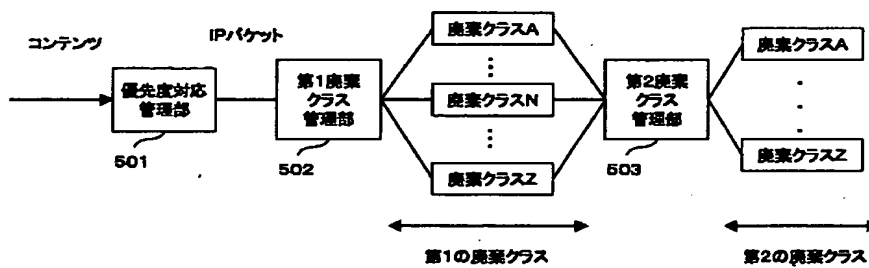 コンテンツ
IPパケット
優先度対応
管理部
501
第1廃棄
クラス
管理部
502
廃棄クラスA
廃棄クラスN
廃棄クラスZ
第1の廃棄クラス
第2廃棄
クラス
管理部
503
廃棄クラスA
廃棄クラスZ
第2の廃棄クラス